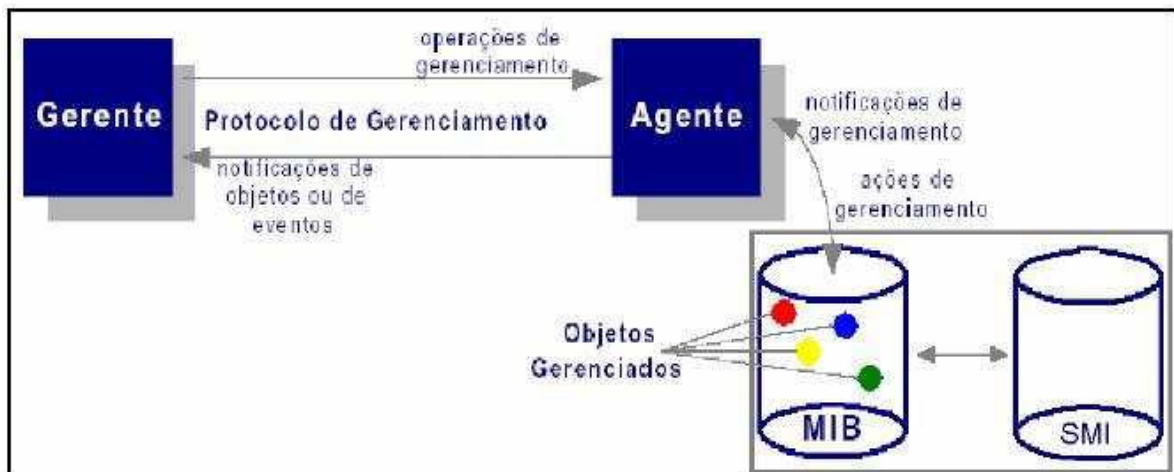 operações de
gerenciamento
Gerente
Protocolo de Gerenciamento
Agente
notificações de
objetos ou de
eventos
notificações de
gerenciamento
ações de
gerenciamento
Objetos
Gerenciados
MIB
SMI